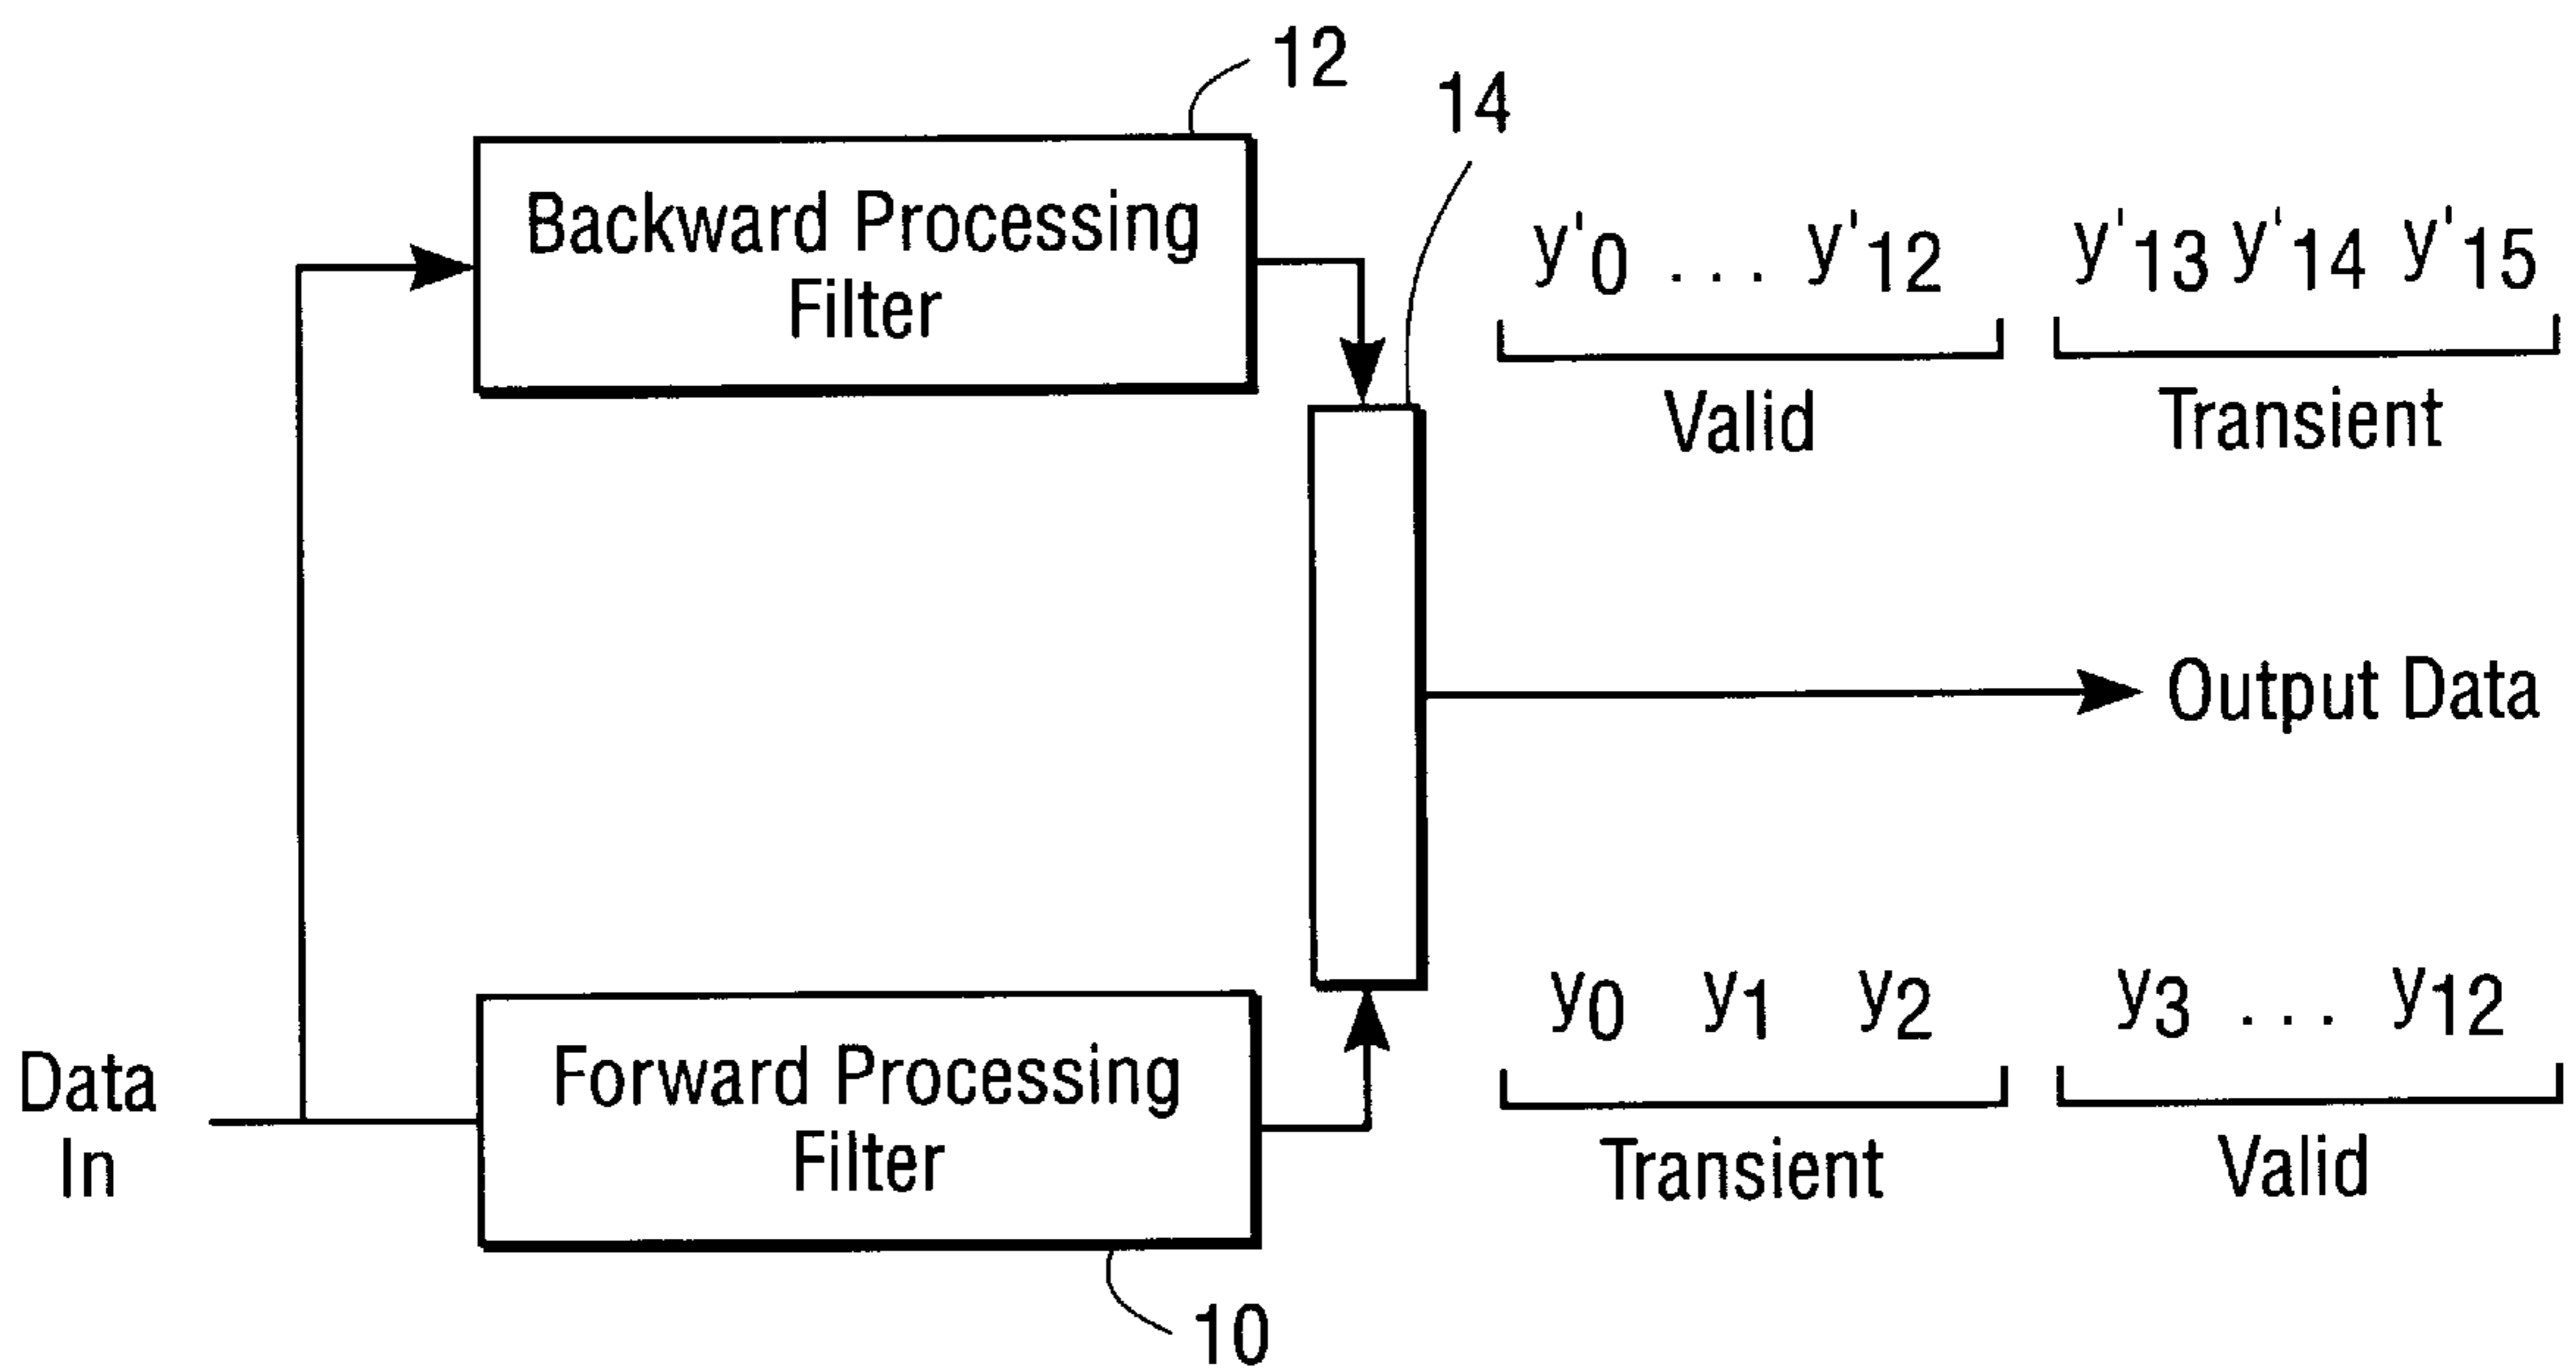 12
14
Backward Processing
Filter
y'0 . . . y'12 y'13 y'14 y'15
Valid Transient
Output Data
y0 y1 y2 y3 . . . y12
Transient Valid
Data
In
Forward Processing
Filter
10